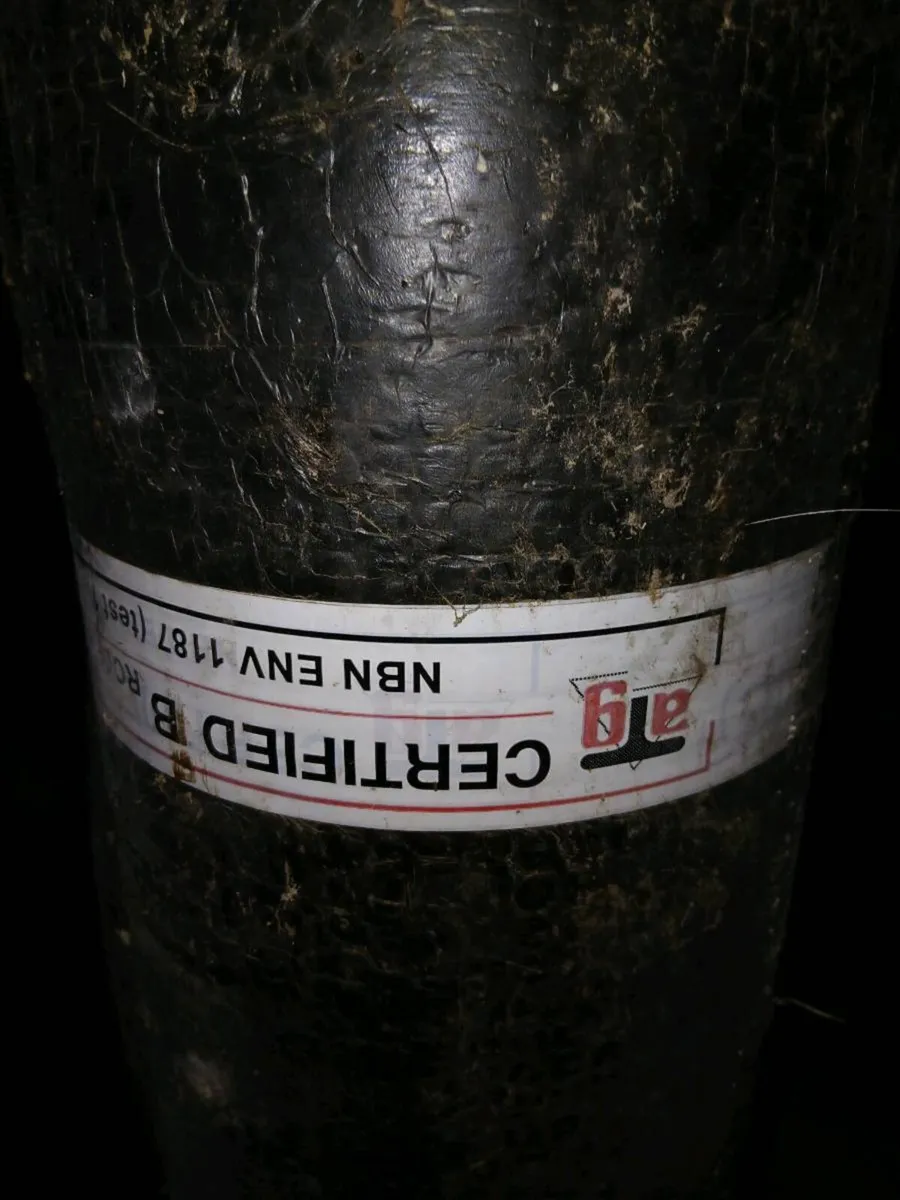 aTg
CERTIFIED B
NBN ENV 1187 (test